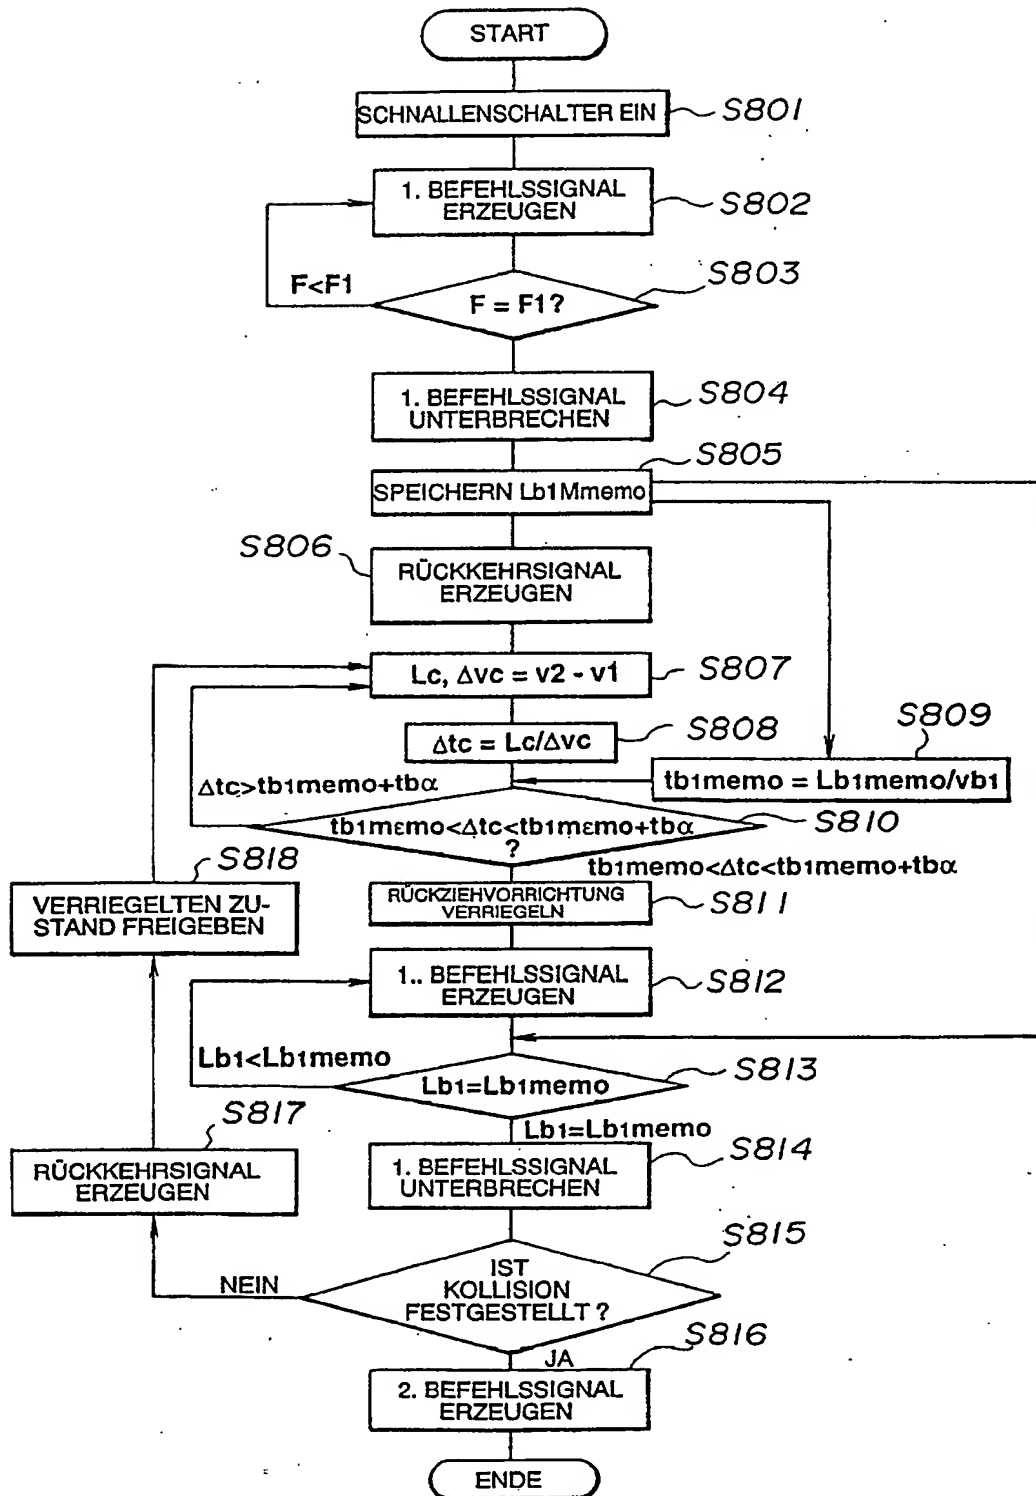 START
SCHNALLENSCHALTER EIN
S801
1. BEFEHLSSIGNAL
ERZEUGEN
S802
F<F1
F = F1?
S803
1. BEFEHLSSIGNAL
UNTERBRECHEN
S804
SPEICHERN Lb1Mmemo
S805
S806
RÜCKKEHRSIGNAL
ERZEUGEN
Lc, Δvc = v2 - v1
S807
Δtc = Lc/Δvc
S808
S809
tb1memo = Lb1memo/vb1
Δtc>tb1memo+tbα
tb1memo<Δtc<tb1memo+tbα
?
S810
tb1memo<Δtc<tb1memo+tbα
S818
VERRIEGELTEN ZU-
STAND FREIGEBEN
RÜCKZIEHVORRICHTUNG
VERRIEGELN
S811
1.. BEFEHLSSIGNAL
ERZEUGEN
S812
Lb1<Lb1memo
Lb1=Lb1memo
S813
Lb1=Lb1memo
S817
RÜCKKEHRSIGNAL
ERZEUGEN
1. BEFEHLSSIGNAL
UNTERBRECHEN
S814
IST
KOLLISION
FESTGESTELLT ?
S815
NEIN
JA
S816
2. BEFEHLSSIGNAL
ERZEUGEN
ENDE